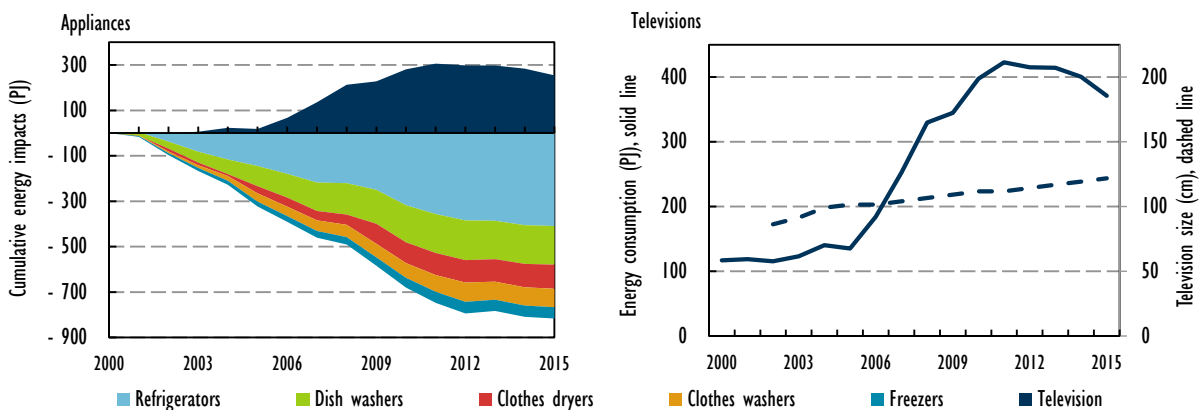 Appliances
Cumulative energy impacts (PJ)
300
100
- 100
- 300
- 500
- 700
- 900
2000 2003 2006 2009 2012 2015
Televisions
Energy consumption (PJ), solid line
400
300
200
100
0
2000 2003 2006 2009 2012 2015
200
150
100
50
0
Television size (cm), dashed line
Refrigerators Dish washers Clothes dryers Clothes washers Freezers Television